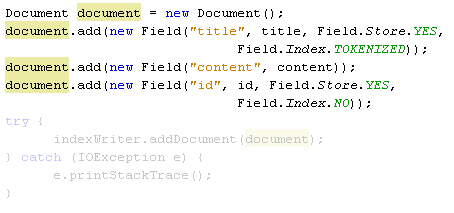 Document document = new Document();
document.add(new Field("title", title, Field.Store.YES,
Field.Index.TOKENIZED));
document.add(new Field("content", content));
document.add(new Field("id", id, Field.Store.YES,
Field.Index.NO));
try {
indexWriter.addDocument(document);
} catch (IOException e) {
e.printStackTrace();
}